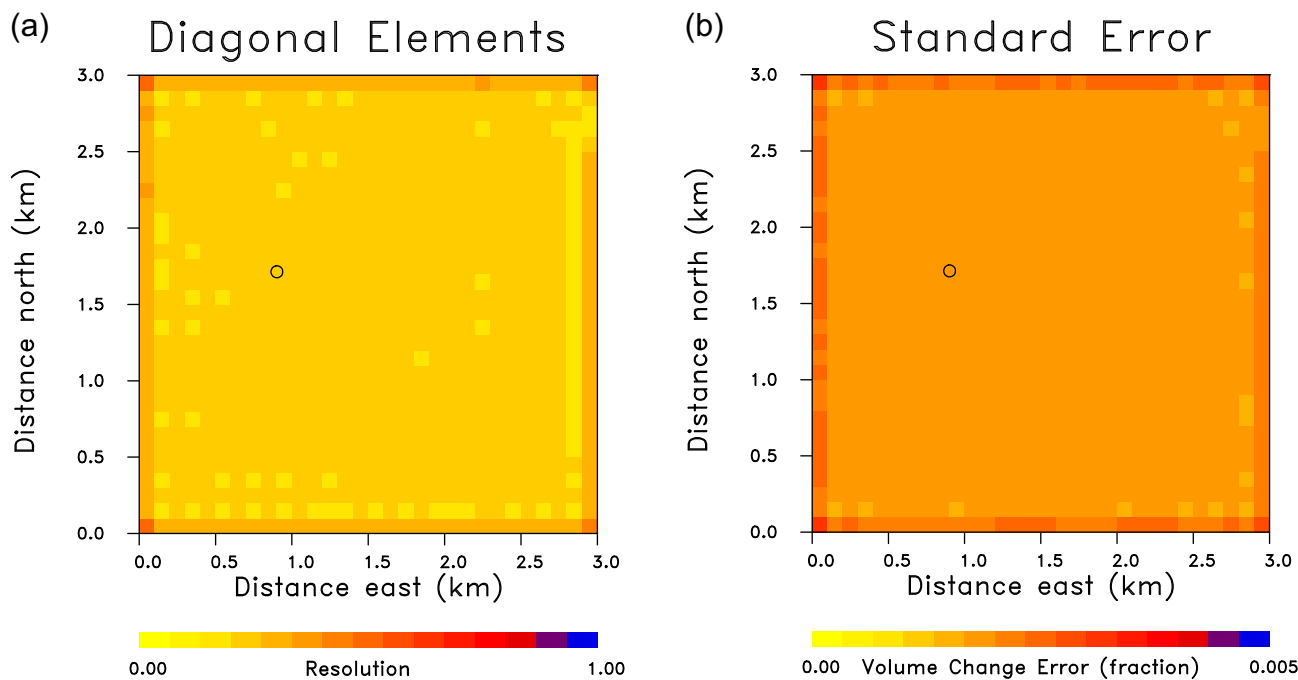 (a)
Diagonal Elements
Distance north (km)
3.0
2.5
2.0
1.5
1.0
0.5
0.0
0.0 0.5 1.0 1.5 2.0 2.5 3.0
Distance east (km)
0.00 Resolution 1.00
(b)
Standard Error
Distance north (km)
3.0
2.5
2.0
1.5
1.0
0.5
0.0
0.0 0.5 1.0 1.5 2.0 2.5 3.0
Distance east (km)
0.00 Volume Change Error (fraction) 0.005